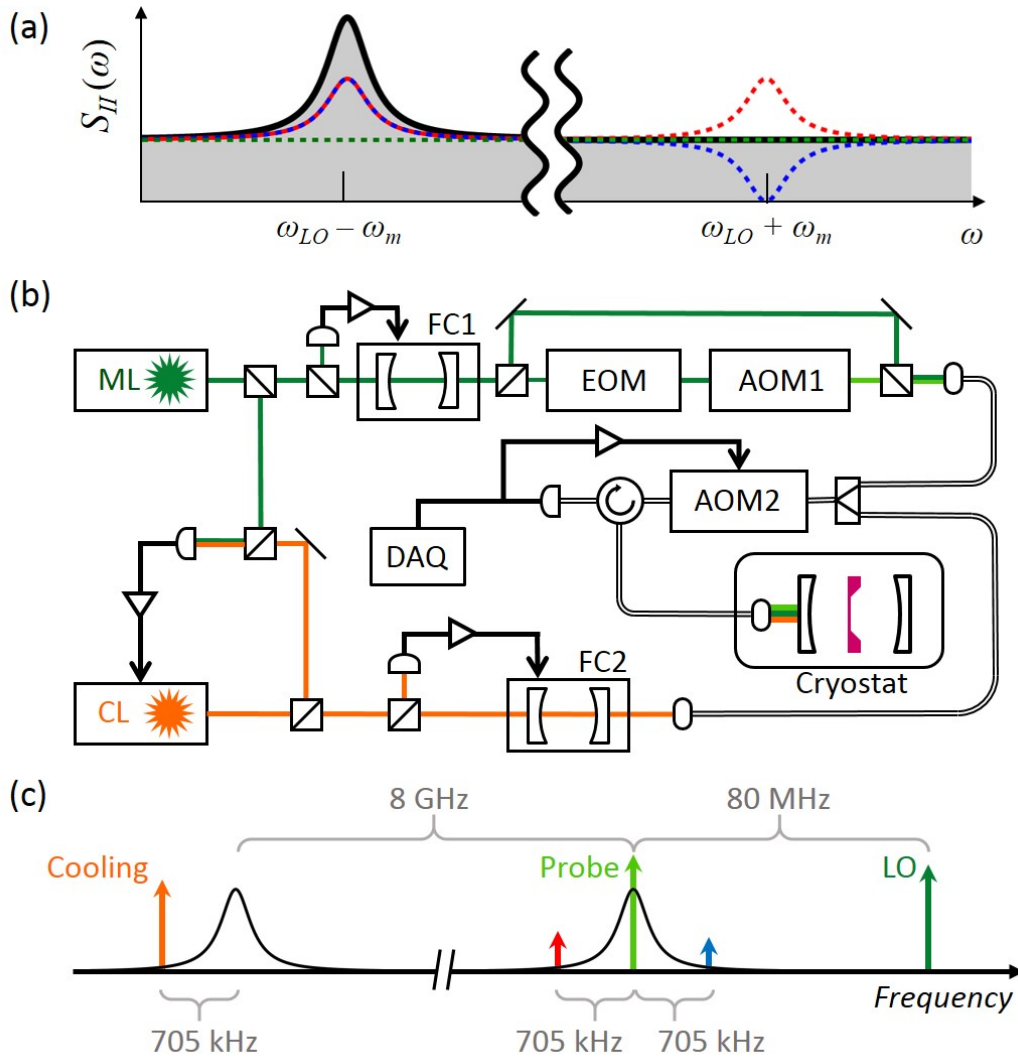 (a)
S_II(ω)
ω_LO – ω_m
ω_LO + ω_m
ω
(b)
FC1
ML
EOM
AOM1
AOM2
DAQ
FC2
Cryostat
CL
(c)
8 GHz
80 MHz
Cooling
Probe
LO
Frequency
705 kHz
705 kHz
705 kHz